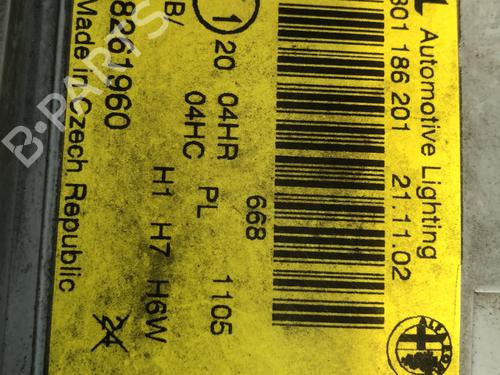 L Automotive Lighting
301 186 201 21.11.02
668
1 20 04HR PL 1105
04HC
B/ H1 H7 H6W
8261960
Made in Czech Republic
24
B-PARTS